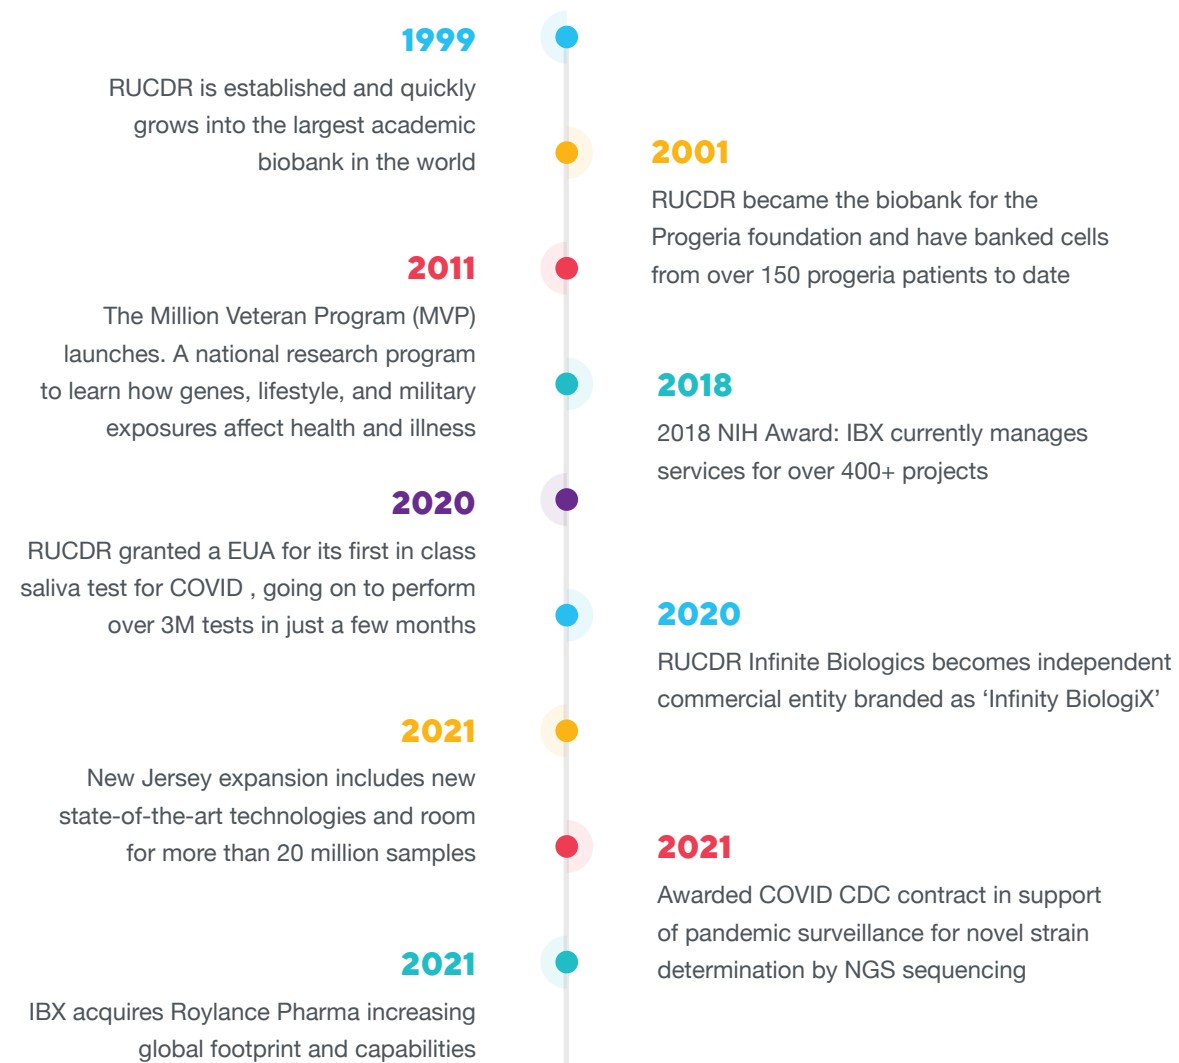 1999
RUCDR is established and quickly
grows into the largest academic
biobank in the world
2001
RUCDR became the biobank for the
Progeria foundation and have banked cells
from over 150 progeria patients to date
2011
The Million Veteran Program (MVP)
launches. A national research program
to learn how genes, lifestyle, and military
exposures affect health and illness
2018
2018 NIH Award: IBX currently manages
services for over 400+ projects
2020
RUCDR granted a EUA for its first in class
saliva test for COVID , going on to perform
over 3M tests in just a few months
2020
RUCDR Infinite Biologics becomes independent
commercial entity branded as ‘Infinity BiologiX’
2021
New Jersey expansion includes new
state-of-the-art technologies and room
for more than 20 million samples
2021
Awarded COVID CDC contract in support
of pandemic surveillance for novel strain
determination by NGS sequencing
2021
IBX acquires Roylance Pharma increasing
global footprint and capabilities